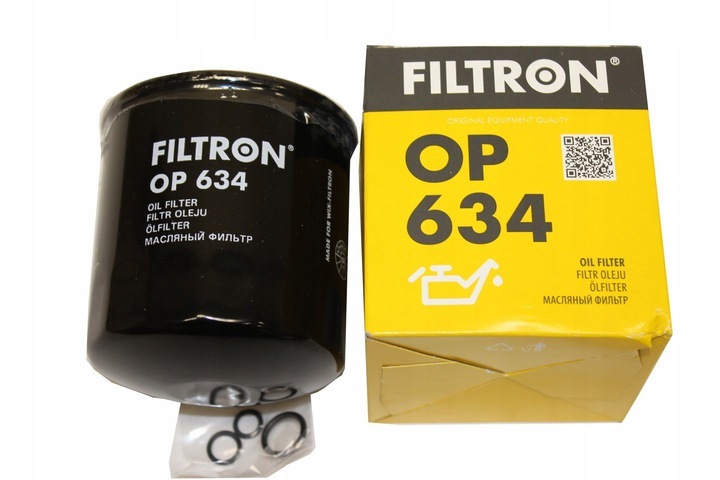 FILTRON®
OP 634
OIL FILTER
FILTR OLEJU
ÖLFILTER
МАСЛЯНЫЙ ФИЛЬТР
MADE FOR WIX-FILTRON
FILTRON®
ORIGINAL EQUIPMENT QUALITY
OP
634
OIL FILTER
FILTR OLEJU
ÖLFILTER
МАСЛЯНЫЙ ФИЛЬТР